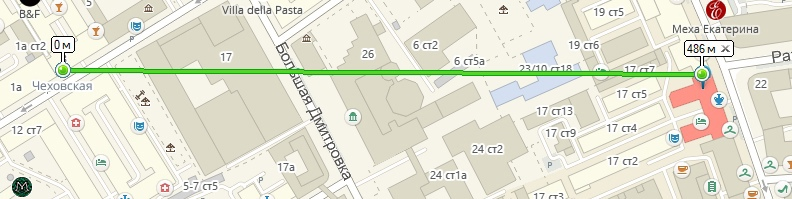 B&F
Villa della Pasta
19 ст5
Меха Екатерина
1а ст2
0 м
17
26
6 ст2
6 ст5а
19 ст6
486 м
Чеховская
1а
23/10 ст18
17 ст7
Рат
22
17 ст5
12 ст7
Большая Дмитровка
17 ст13
17 ст9
17 ст4
24 ст2
17 ст2
17а
24 ст1а
5-7 ст5
17 ст3
P
P
P
P
M